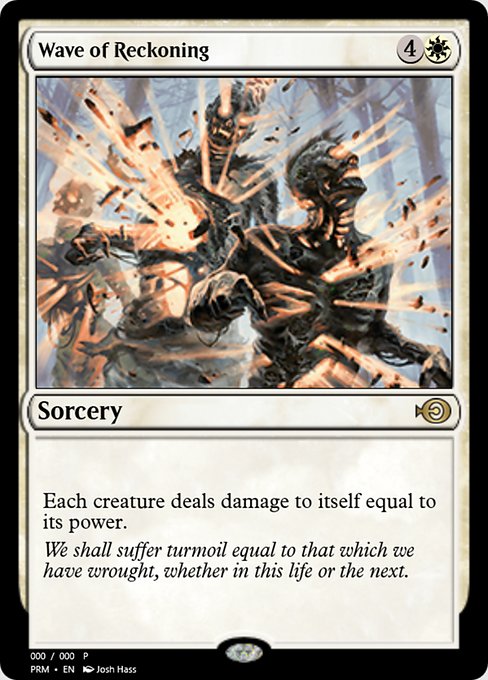 Wave of Reckoning 4
Sorcery
Each creature deals damage to itself equal to
its power.
We shall suffer turmoil equal to that which we
have wrought, whether in this life or the next.
000 / 000 P
PRM • EN Josh Hass